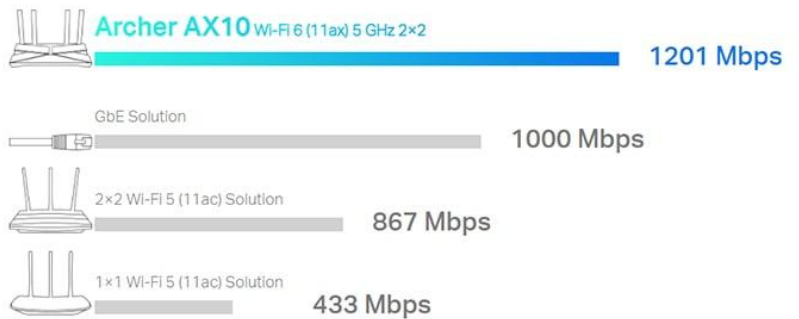 Archer AX10 Wi-Fi 6 (11ax) 5 GHz 2×2
1201 Mbps
GbE Solution
1000 Mbps
2×2 Wi-Fi 5 (11ac) Solution
867 Mbps
1×1 Wi-Fi 5 (11ac) Solution
433 Mbps